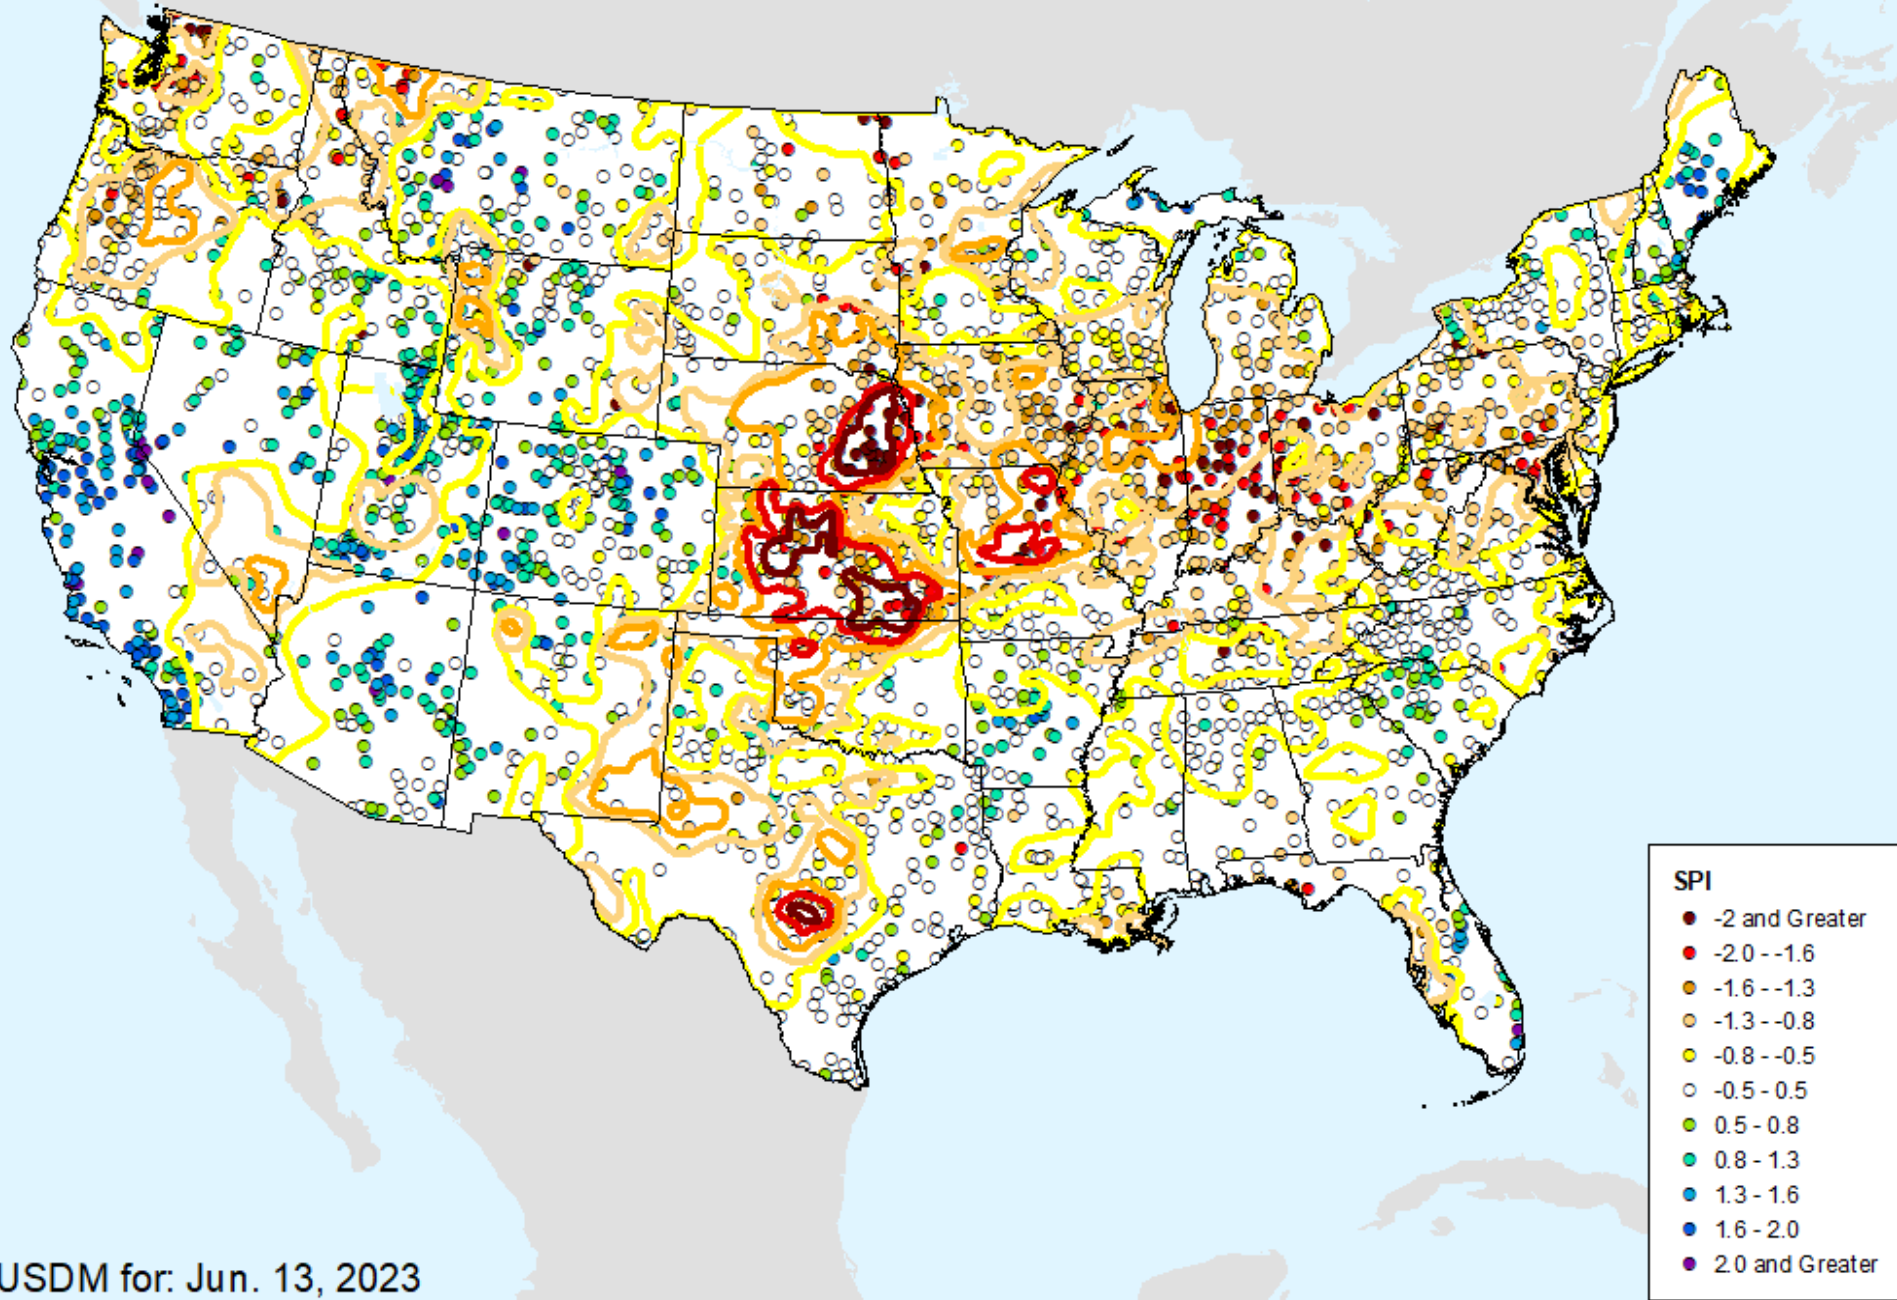 SPI
-2 and Greater
-2.0 - -1.6
-1.6 - -1.3
-1.3 - -0.8
-0.8 - -0.5
-0.5 - 0.5
0.5 - 0.8
0.8 - 1.3
1.3 - 1.6
1.6 - 2.0
2.0 and Greater
USDM for: Jun. 13, 2023